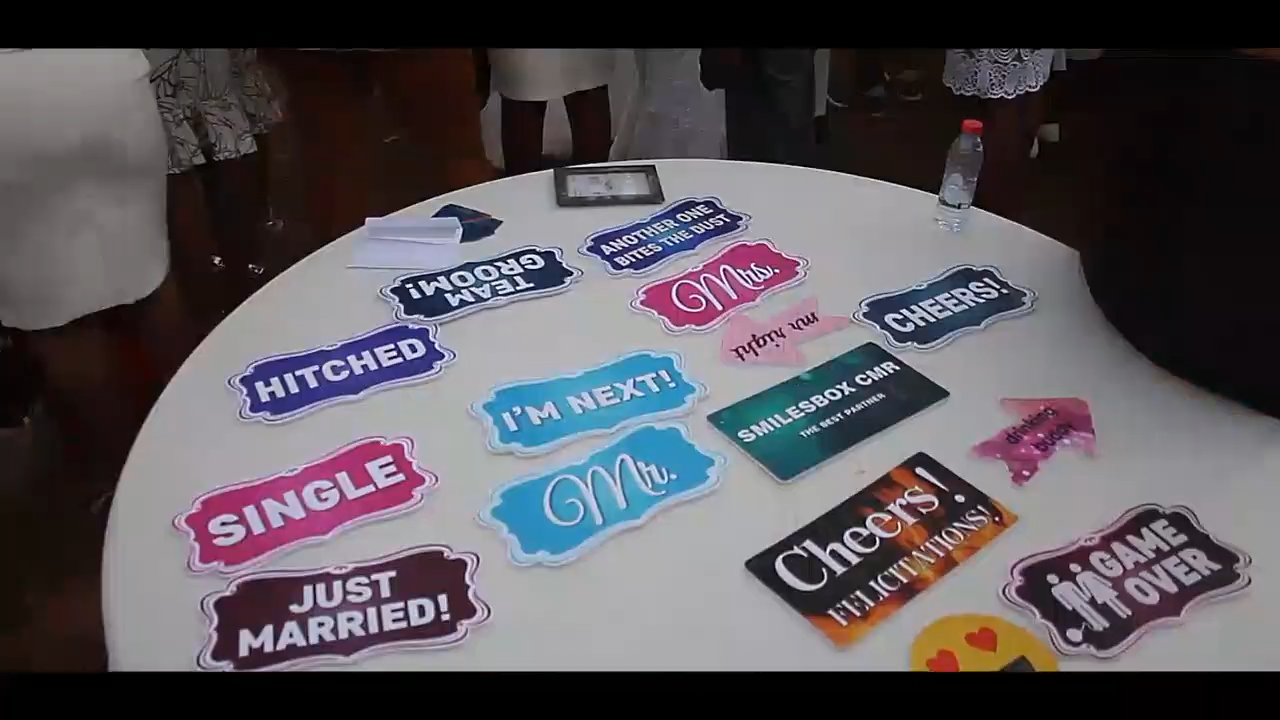 ANOTHER ONE
BITES THE DUST
TEAM
GROOM!
Mrs.
CHEERS!
mr right
HITCHED
I'M NEXT!
SMILESBOX CMR
THE BEST PARTNER
drinking
buddy
SINGLE
Mr.
Cheers!
FELICITATIONS!
GAME
OVER
JUST
MARRIED!